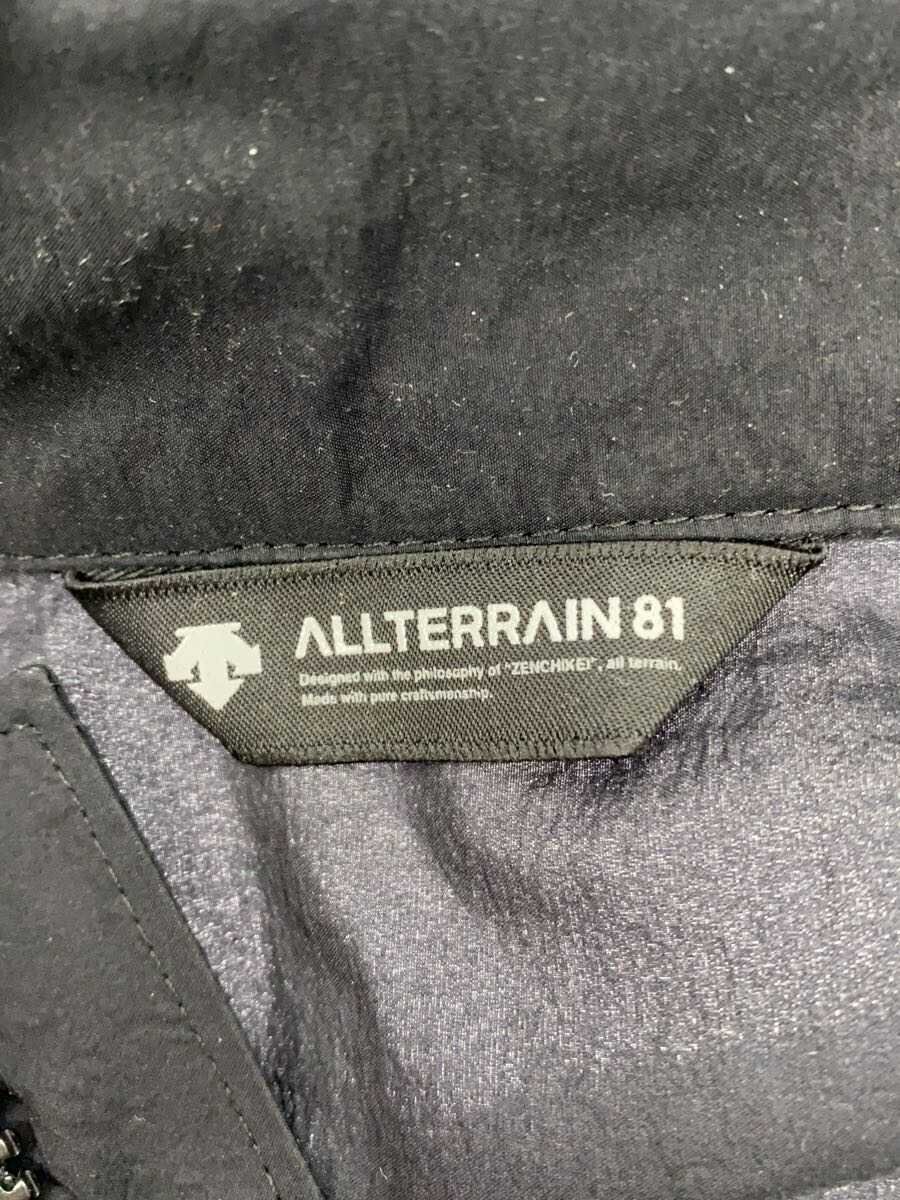 ALLTERRAIN 81
Designed with the philosophy of "ZENCHIKEI", all terrain.
Made with pure craftsmanship.